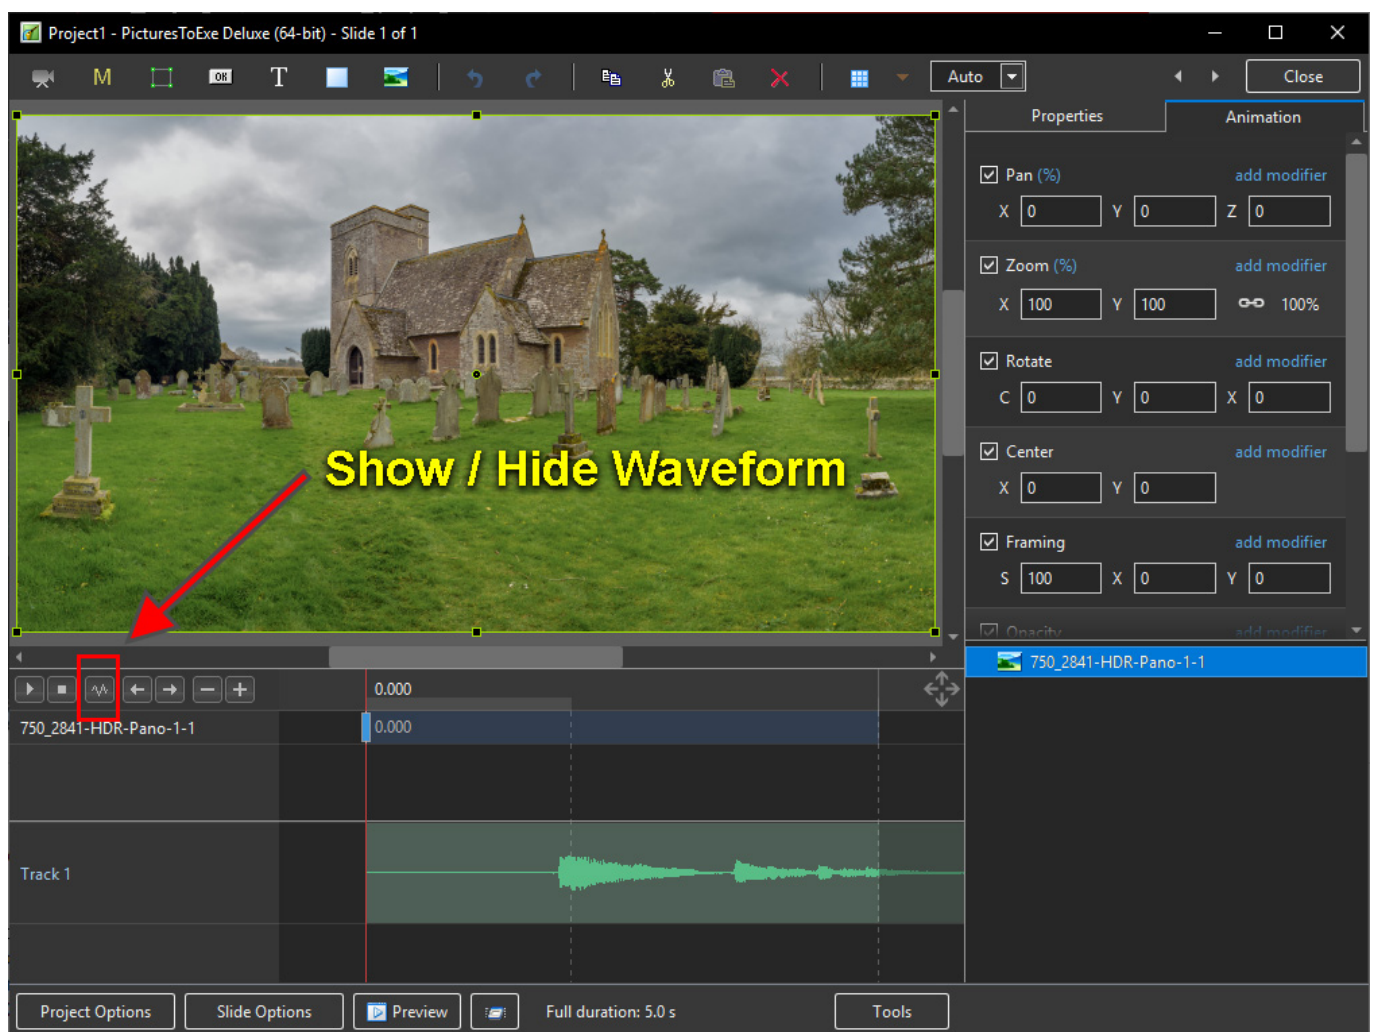 Project1 - PicturesToExe Deluxe (64-bit) - Slide 1 of 1
M OK T Auto Close
Properties Animation
Pan (%) add modifier
X 0 Y 0 Z 0
Zoom (%) add modifier
X 100 Y 100 100%
Rotate add modifier
C 0 Y 0 X 0
Center add modifier
X 0 Y 0
Framing add modifier
S 100 X 0 Y 0
Opacity add modifier
Show / Hide Waveform
750_2841-HDR-Pano-1-1
0.000
750_2841-HDR-Pano-1-1 0.000
Track 1
Project Options Slide Options Preview Full duration: 5.0 s Tools